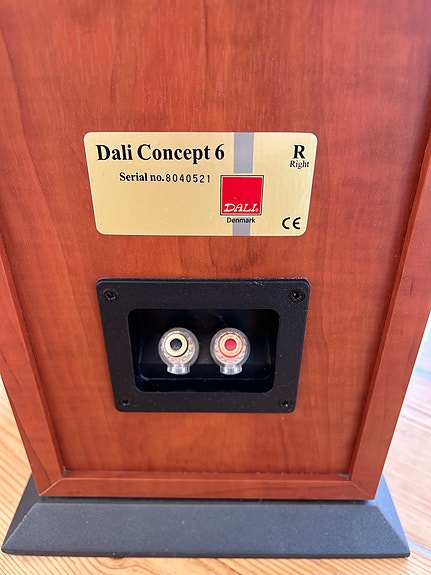 Dali Concept 6
R
Right
Serial no.8040521
DALI
Denmark
CE